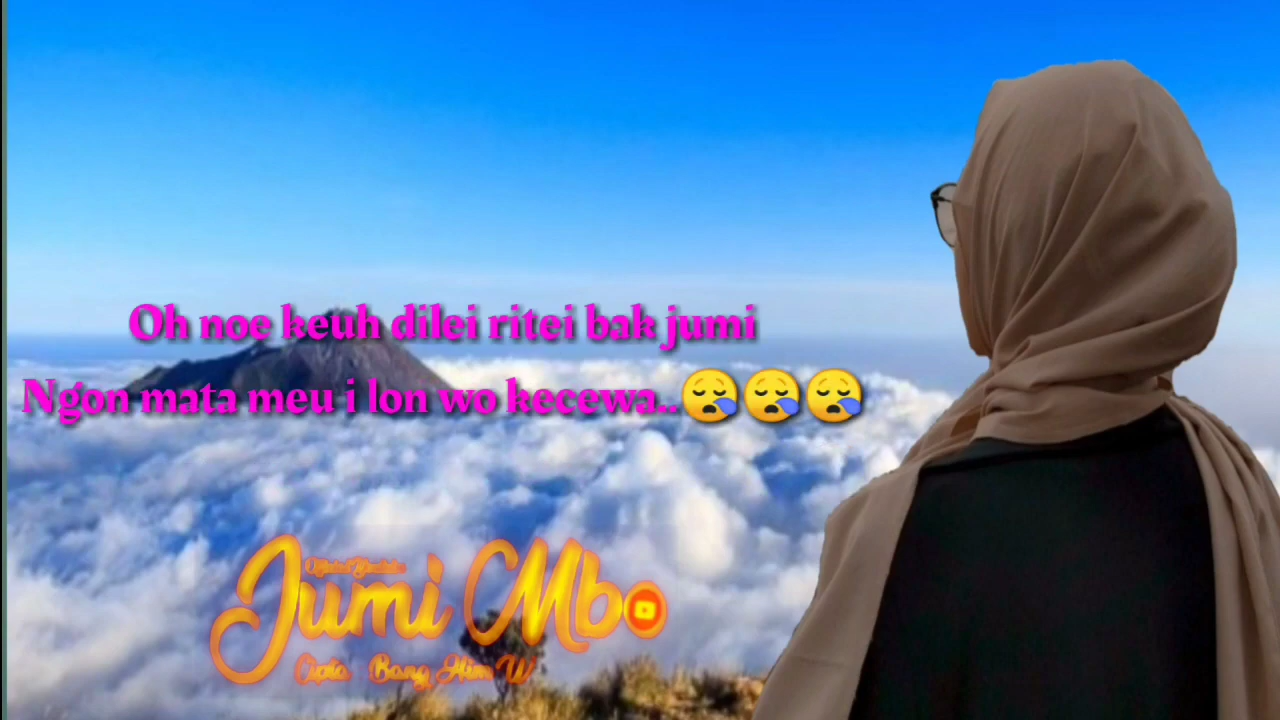 Oh noe keuh dilei ritei bak jumi
Ngon mata meu i lon wo kecewa..😪😪😪
Jumi Mbo
Cipta Bang Him W